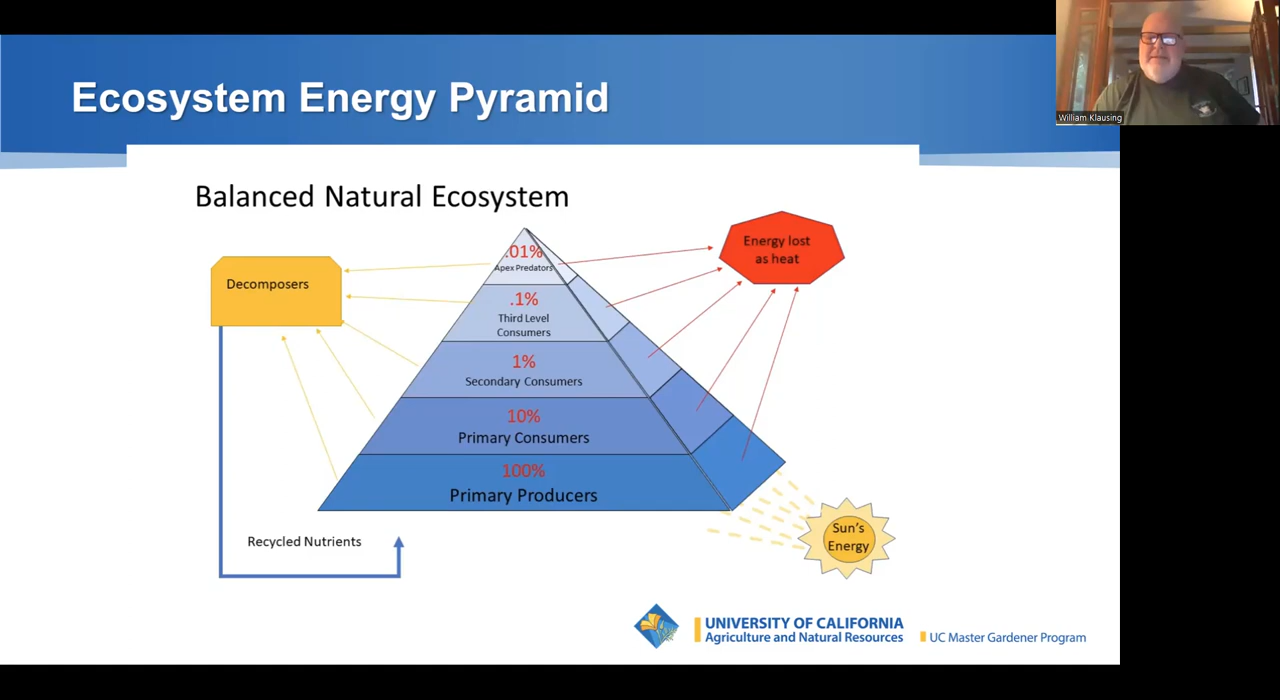 Ecosystem Energy Pyramid
William Klausing
Balanced Natural Ecosystem
.01%
Apex Predators
.1%
Third Level
Consumers
1%
Secondary Consumers
10%
Primary Consumers
100%
Primary Producers
Decomposers
Energy lost
as heat
Recycled Nutrients
Sun's
Energy
UNIVERSITY OF CALIFORNIA
Agriculture and Natural Resources
UC Master Gardener Program